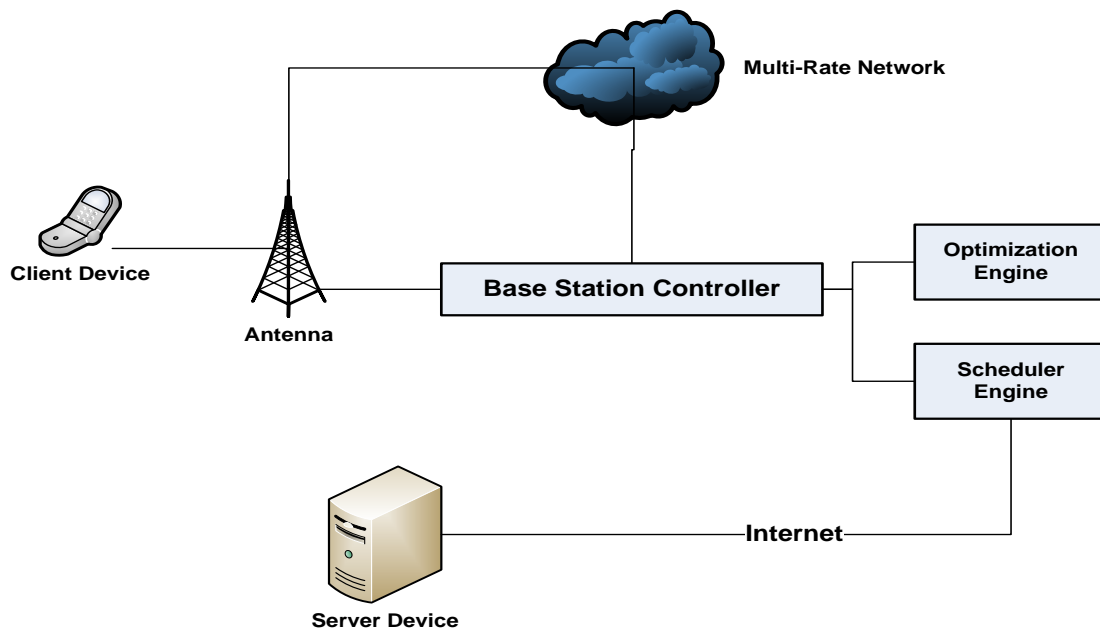 Multi-Rate Network
Client Device
Antenna
Base Station Controller
Optimization
Engine
Scheduler
Engine
Internet
Server Device